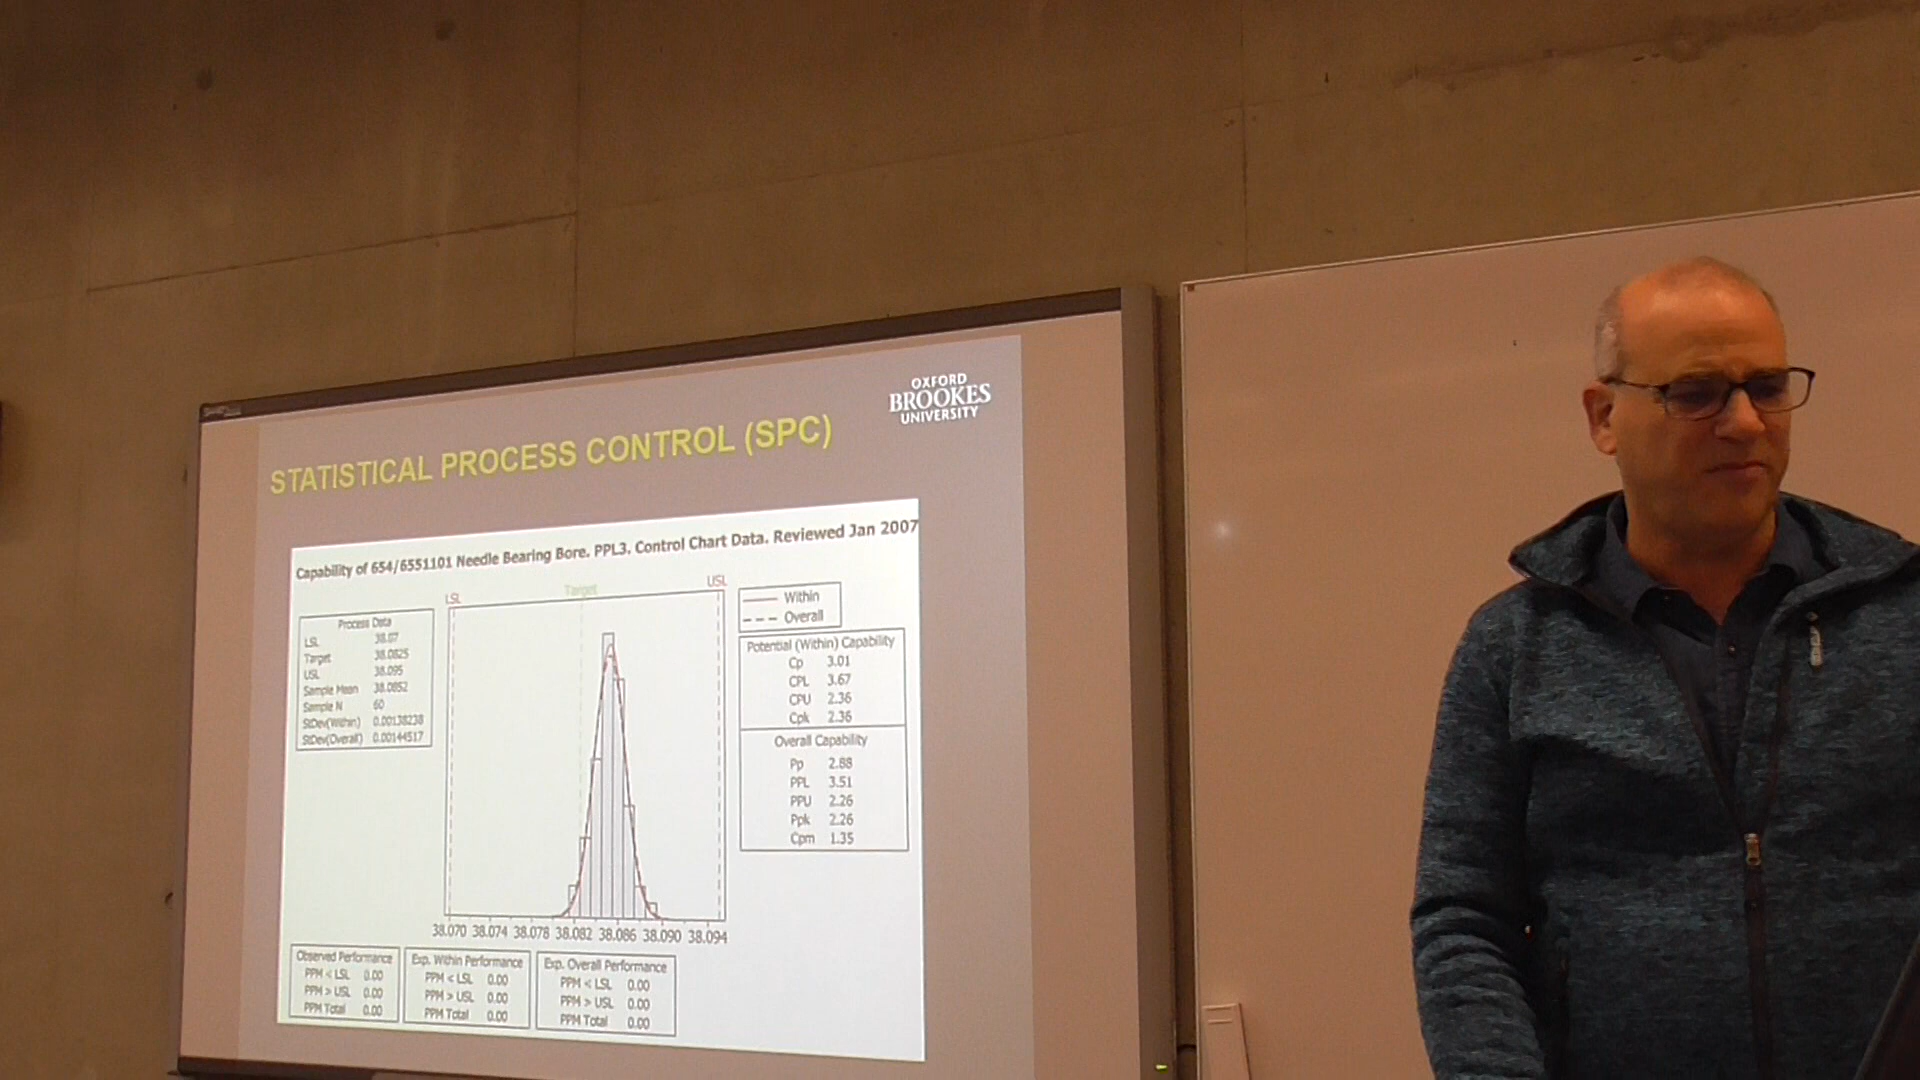 OXFORD
BROOKES
UNIVERSITY
STATISTICAL PROCESS CONTROL (SPC)
Capability of 654/6551101 Needle Bearing Bore. PPL3. Control Chart Data. Reviewed Jan 2007
Process Data
LSL 38.07
Target 38.0825
USL 38.095
Sample Mean 38.0852
Sample N 60
StDev(Within) 0.00138238
StDev(Overall) 0.00144517
LSL Target USL
Within
Overall
Potential (Within) Capability
Cp 3.01
CPL 3.67
CPU 2.36
Cpk 2.36
Overall Capability
Pp 2.88
PPL 3.51
PPU 2.26
Ppk 2.26
Cpm 1.35
38.070 38.074 38.078 38.082 38.086 38.090 38.094
Observed Performance
PPM < LSL 0.00
PPM > USL 0.00
PPM Total 0.00
Exp. Within Performance
PPM < LSL 0.00
PPM > USL 0.00
PPM Total 0.00
Exp. Overall Performance
PPM < LSL 0.00
PPM > USL 0.00
PPM Total 0.00